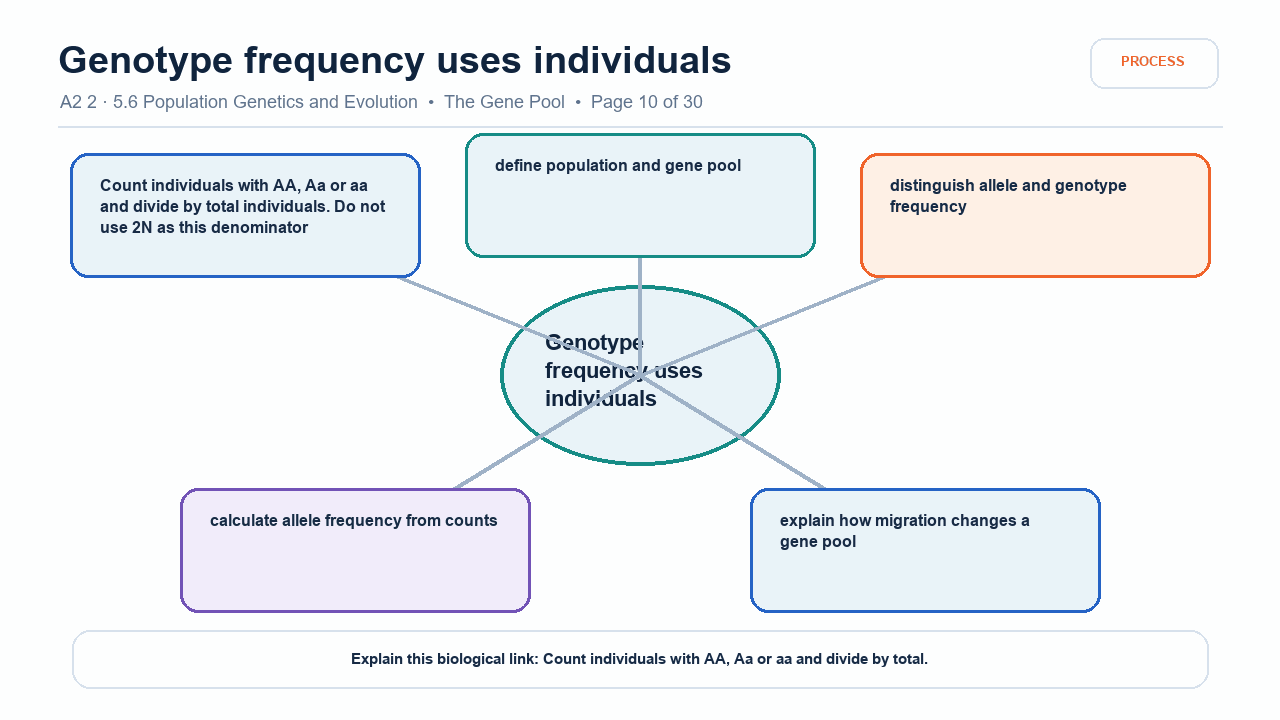 Genotype frequency uses individuals
PROCESS
A2 2 · 5.6 Population Genetics and Evolution • The Gene Pool • Page 10 of 30
Count individuals with AA, Aa or aa
and divide by total individuals. Do not
use 2N as this denominator
define population and gene pool
distinguish allele and genotype
frequency
Genotype
frequency uses
individuals
calculate allele frequency from counts
explain how migration changes a
gene pool
Explain this biological link: Count individuals with AA, Aa or aa and divide by total.